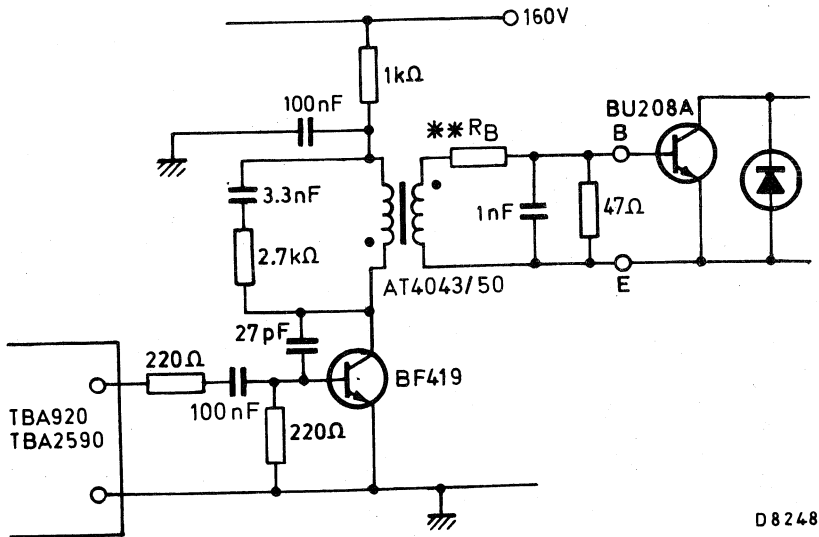 160V
1kΩ
100nF
** RB
BU208A
B
3.3nF
1nF
47Ω
2.7kΩ
AT4043/50
E
27pF
220Ω
BF419
TBA920
TBA2590
100nF
220Ω
D8248